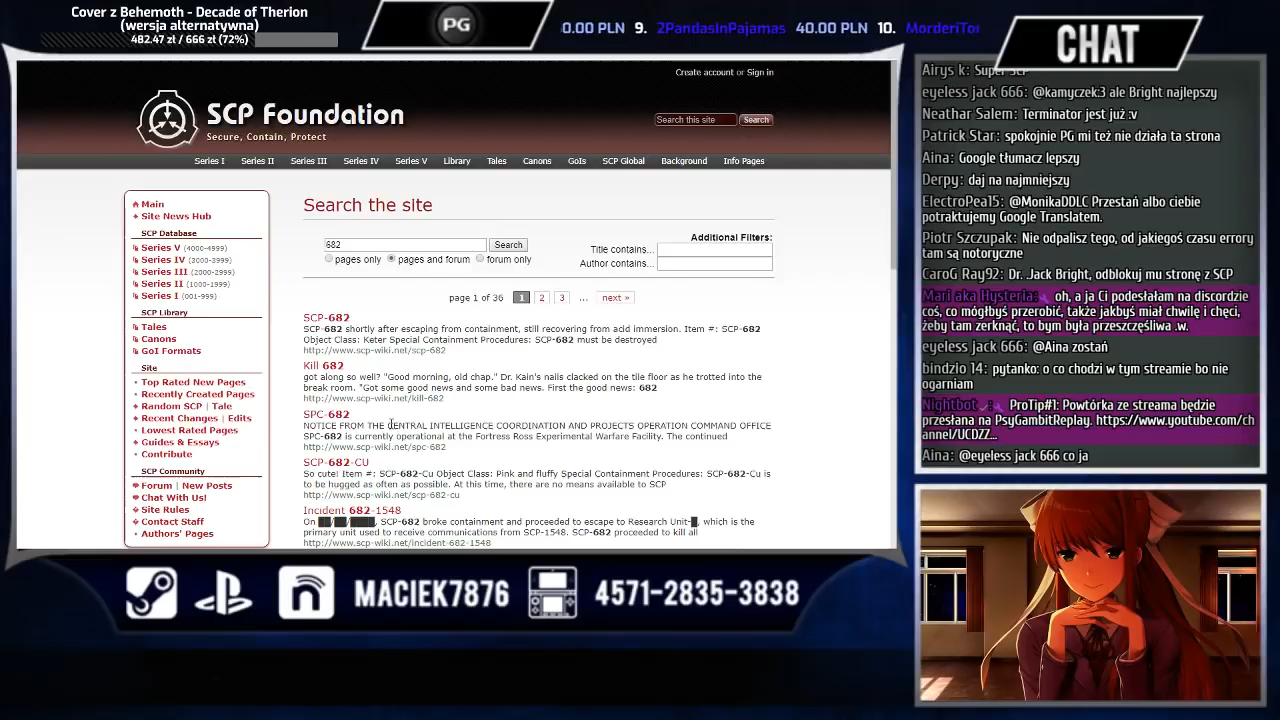 Cover z Behemoth - Decade of Therion
(wersja alternatywna)
482.47 zł / 666 zł (72%)
PG
0.00 PLN 9. 2PandasInPajamas 40.00 PLN 10. MorderiTor
CHAT
Create account or Sign in
SCP Foundation
Secure, Contain, Protect
Search this site Search
Series I Series II Series III Series IV Series V Library Tales Canons GoIs SCP Global Background Info Pages
Main
Site News Hub
SCP Database
Series V (4000-4999)
Series IV (3000-3999)
Series III (2000-2999)
Series II (1000-1999)
Series I (001-999)
SCP Library
Tales
Canons
GoI Formats
Site
Top Rated New Pages
Recently Created Pages
Random SCP | Tale
Recent Changes | Edits
Lowest Rated Pages
Guides & Essays
Contribute
SCP Community
Forum | New Posts
Chat With Us!
Site Rules
Contact Staff
Authors' Pages
Search the site
682 Search
pages only pages and forum forum only
Additional Filters:
Title contains...
Author contains...
page 1 of 36 1 2 3 ... next »
SCP-682
SCP-682 shortly after escaping from containment, still recovering from acid immersion. Item #: SCP-682
Object Class: Keter Special Containment Procedures: SCP-682 must be destroyed
http://www.scp-wiki.net/scp-682
Kill 682
got along so well? "Good morning, old chap." Dr. Kain's nails clacked on the tile floor as he trotted into the
break room. "Got some good news and some bad news. First the good news: 682
http://www.scp-wiki.net/kill-682
SPC-682
NOTICE FROM THE CENTRAL INTELLIGENCE COORDINATION AND PROJECTS OPERATION COMMAND OFFICE
SPC-682 is currently operational at the Fortress Ross Experimental Warfare Facility. The continued
http://www.scp-wiki.net/spc-682
SCP-682-CU
So cute! Item #: SCP-682-Cu Object Class: Pink and fluffy Special Containment Procedures: SCP-682-Cu is
to be hugged as often as possible. At this time, there are no means available to SCP
http://www.scp-wiki.net/scp-682-cu
Incident 682-1548
On ██/██/████, SCP-682 broke containment and proceeded to escape to Research Unit-█, which is the
primary unit used to receive communications from SCP-1548. SCP-682 proceeded to kill all
http://www.scp-wiki.net/incident-682-1548
Airys k: Super SCP
eyeless jack 666: @kamyczek:3 ale Bright najlepszy
Neathar Salem: Terminator jest już :v
Patrick Star: spokojnie PG mi też nie działa ta strona
Aina: Google tłumacz lepszy
Derpy: daj na najmniejszy
ElectroPea15: @MonikaDDLC Przestań albo ciebie
potraktujemy Google Translatem.
Piotr Szczupak: Nie odpalisz tego, od jakiegoś czasu errory
tam są notoryczne
CaroG Ray92: Dr. Jack Bright, odblokuj mu stronę z SCP
Mari aka Hysteria: oh, a ja Ci podesłałam na discordzie
coś, co mógłbyś przerobić, także jakbyś miał chwilę i chęci,
żeby tam zerknąć, to bym była przeszczęśliwa .w.
eyeless jack 666: @Aina zostań
bindzio 14: pytanko: o co chodzi w tym streamie bo nie
ogarniam
Nightbot: ProTip#1: Powtórka ze streama będzie
przesłana na PsyGambitReplay. https://www.youtube.com/ch
annel/UCDZZ...
Aina: @eyeless jack 666 co ja
MACIEK7876 4571-2835-3838